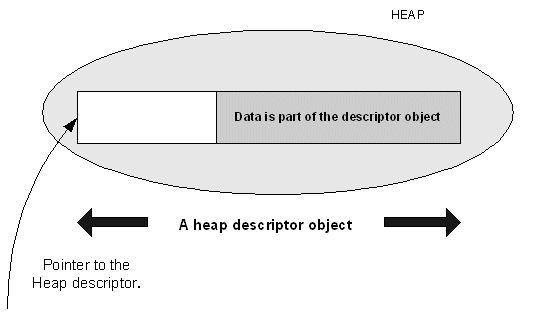 HEAP
Data is part of the descriptor object
A heap descriptor object
Pointer to the
Heap descriptor.